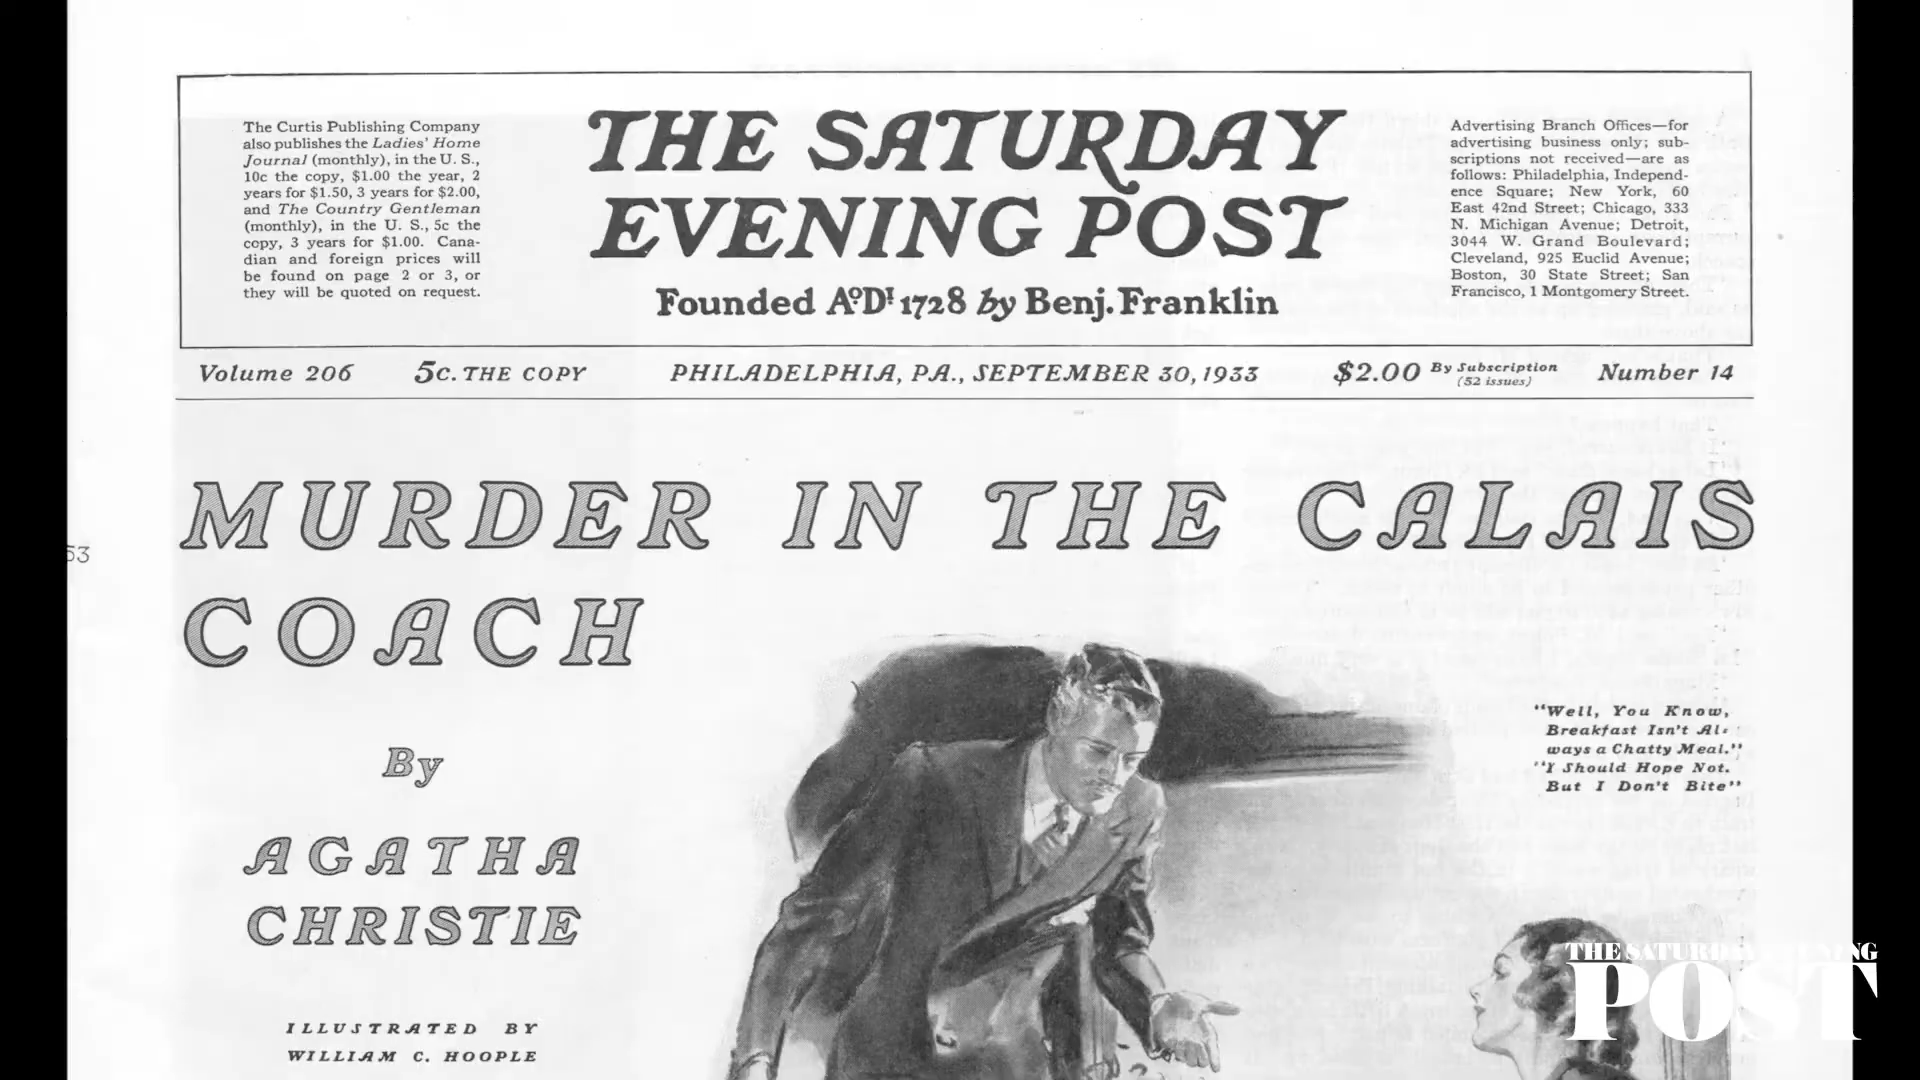 The Curtis Publishing Company
also publishes the Ladies' Home
Journal (monthly), in the U. S.,
10c the copy, $1.00 the year, 2
years for $1.50, 3 years for $2.00,
and The Country Gentleman
(monthly), in the U. S., 5c the
copy, 3 years for $1.00. Cana-
dian and foreign prices will
be found on page 2 or 3, or
they will be quoted on request.
THE SATURDAY
EVENING POST
Founded A.º D.ⁱ 1728 by Benj. Franklin
Advertising Branch Offices—for
advertising business only; sub-
scriptions not received—are as
follows: Philadelphia, Independ-
ence Square; New York, 60
East 42nd Street; Chicago, 333
N. Michigan Avenue; Detroit,
3044 W. Grand Boulevard;
Cleveland, 925 Euclid Avenue;
Boston, 30 State Street; San
Francisco, 1 Montgomery Street.
Volume 206 5c. THE COPY PHILADELPHIA, PA., SEPTEMBER 30, 1933 $2.00 By Subscription (52 issues) Number 14
MURDER IN THE CALAIS
COACH
53
By
AGATHA
CHRISTIE
ILLUSTRATED BY
WILLIAM C. HOOPLE
"Well, You Know,
Breakfast Isn't Al-
ways a Chatty Meal."
"I Should Hope Not.
But I Don't Bite"
THE SATURDAY EVENING
POST